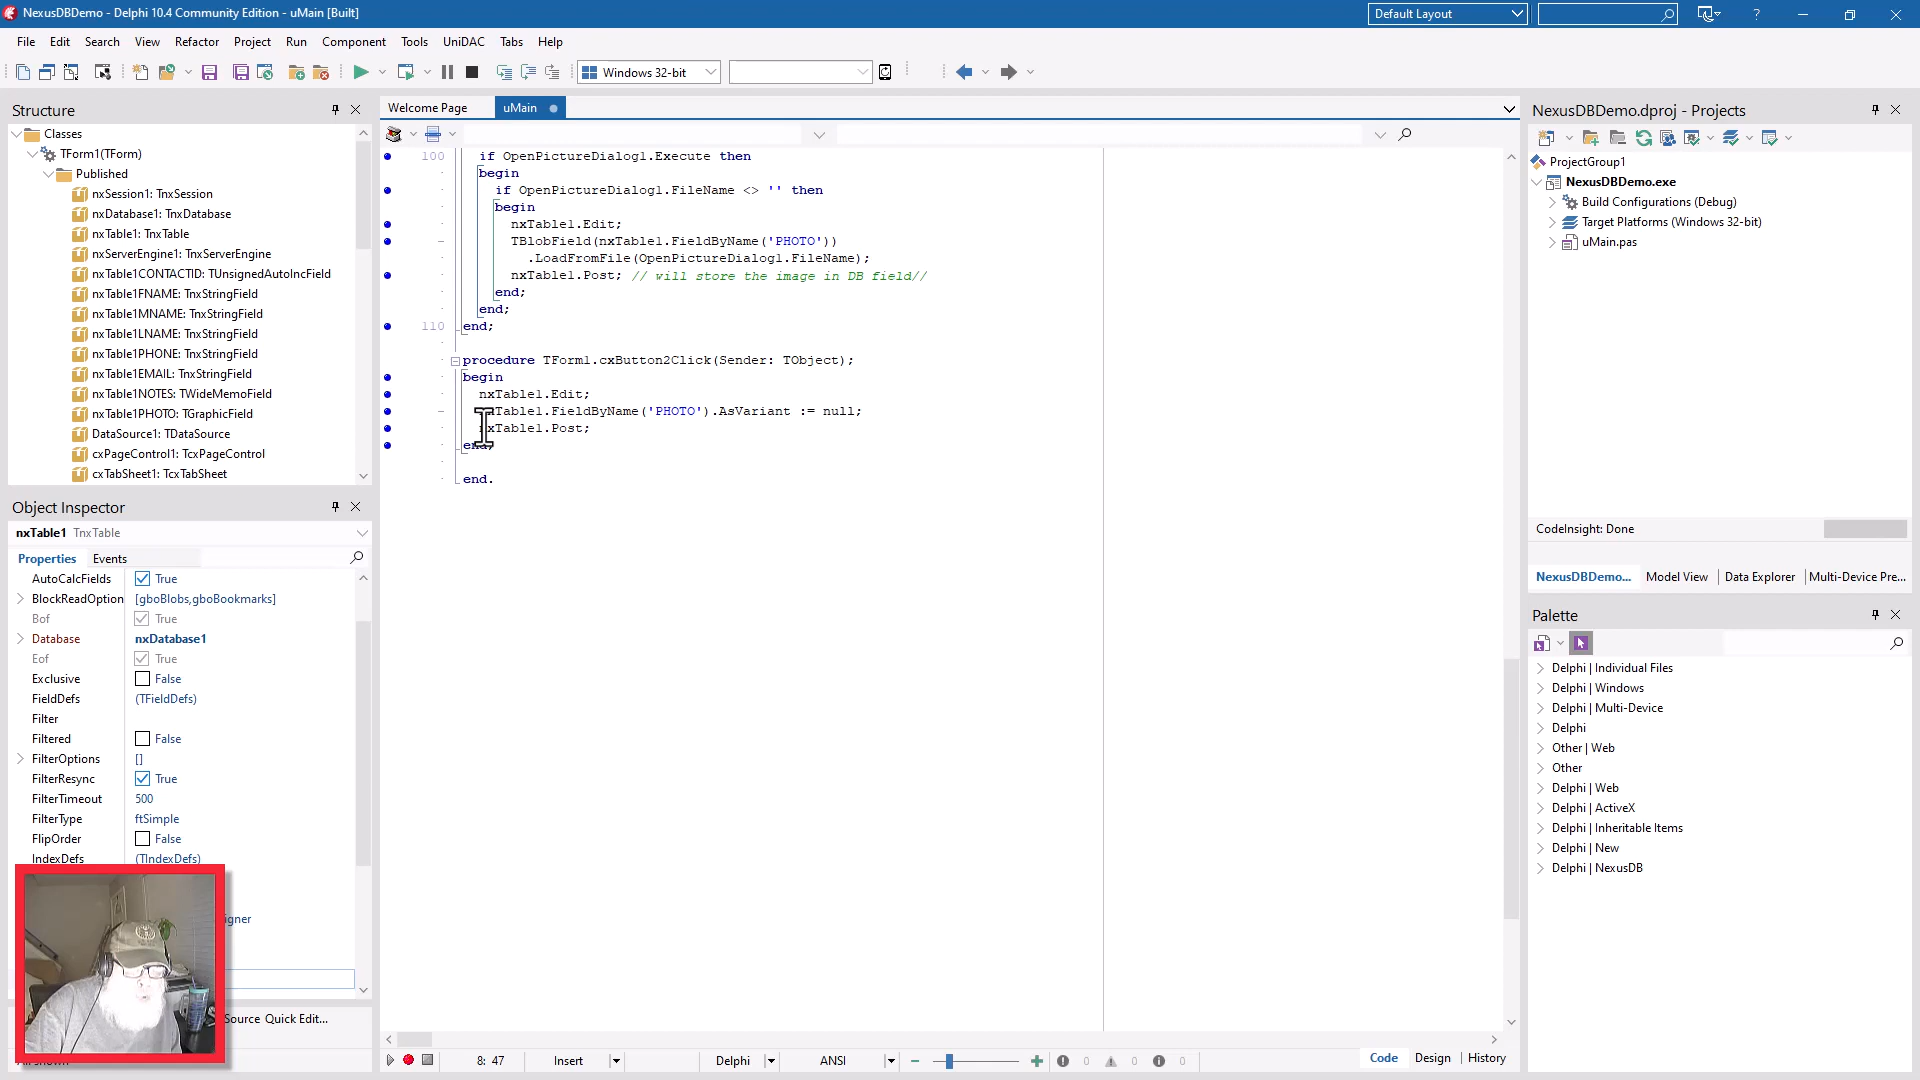 NexusDBDemo - Delphi 10.4 Community Edition - uMain [Built]
Default Layout
File Edit Search View Refactor Project Run Component Tools UniDAC Tabs Help
Windows 32-bit
Structure
Classes
TForm1(TForm)
Published
nxSession1: TnxSession
nxDatabase1: TnxDatabase
nxTable1: TnxTable
nxServerEngine1: TnxServerEngine
nxTable1CONTACTID: TUnsignedAutoIncField
nxTable1FNAME: TnxStringField
nxTable1MNAME: TnxStringField
nxTable1LNAME: TnxStringField
nxTable1PHONE: TnxStringField
nxTable1EMAIL: TnxStringField
nxTable1NOTES: TWideMemoField
nxTable1PHOTO: TGraphicField
DataSource1: TDataSource
cxPageControl1: TcxPageControl
cxTabSheet1: TcxTabSheet
Object Inspector
nxTable1 TnxTable
Properties Events
AutoCalcFields True
BlockReadOption [gboBlobs,gboBookmarks]
Bof True
Database nxDatabase1
Eof True
Exclusive False
FieldDefs (TFieldDefs)
Filter
Filtered False
FilterOptions []
FilterResync True
FilterTimeout 500
FilterType ftSimple
FlipOrder False
IndexDefs (TIndexDefs)
igner
Source Quick Edit...
Welcome Page uMain
100 if OpenPictureDialog1.Execute then
begin
if OpenPictureDialog1.FileName <> '' then
begin
nxTable1.Edit;
TBlobField(nxTable1.FieldByName('PHOTO'))
.LoadFromFile(OpenPictureDialog1.FileName);
nxTable1.Post; // will store the image in DB field//
end;
end;
110 end;
procedure TForm1.cxButton2Click(Sender: TObject);
begin
nxTable1.Edit;
nxTable1.FieldByName('PHOTO').AsVariant := null;
nxTable1.Post;
end;
end.
8: 47 Insert Delphi ANSI 0 0 0 Code Design History
NexusDBDemo.dproj - Projects
ProjectGroup1
NexusDBDemo.exe
Build Configurations (Debug)
Target Platforms (Windows 32-bit)
uMain.pas
CodeInsight: Done
NexusDBDemo... Model View Data Explorer Multi-Device Pre...
Palette
Delphi | Individual Files
Delphi | Windows
Delphi | Multi-Device
Delphi
Other | Web
Other
Delphi | Web
Delphi | ActiveX
Delphi | Inheritable Items
Delphi | New
Delphi | NexusDB